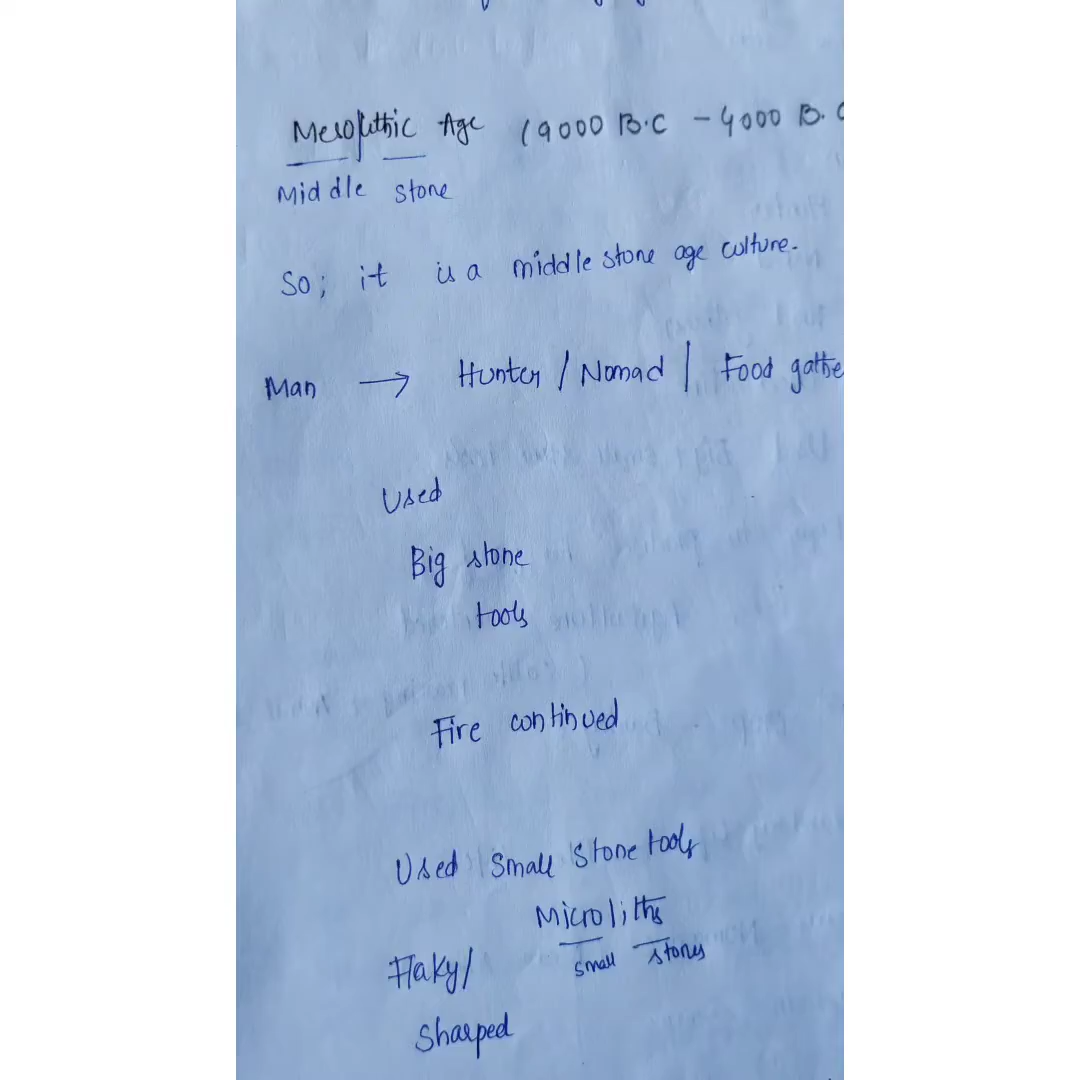 Mesolithic Age (9000 B.C - 4000 B.C
Middle stone
So; it is a middle stone age culture.
Man → Hunter / Nomad / Food gathe
Used
Big stone
tools
Fire continued
Used small stone tools
Microliths
small stones
Flaky/
Sharped